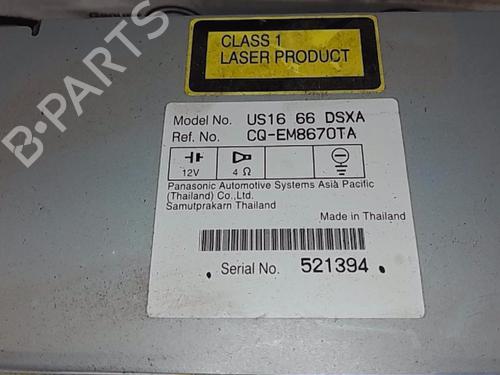 B-PARTS
CLASS 1
LASER PRODUCT
Model No. US16 66 DSXA
Ref. No. CQ-EM8670TA
12V 4 Ω
Panasonic Automotive Systems Asia Pacific
(Thailand) Co.,Ltd.
Samutprakarn Thailand
Made in Thailand
Serial No. 521394